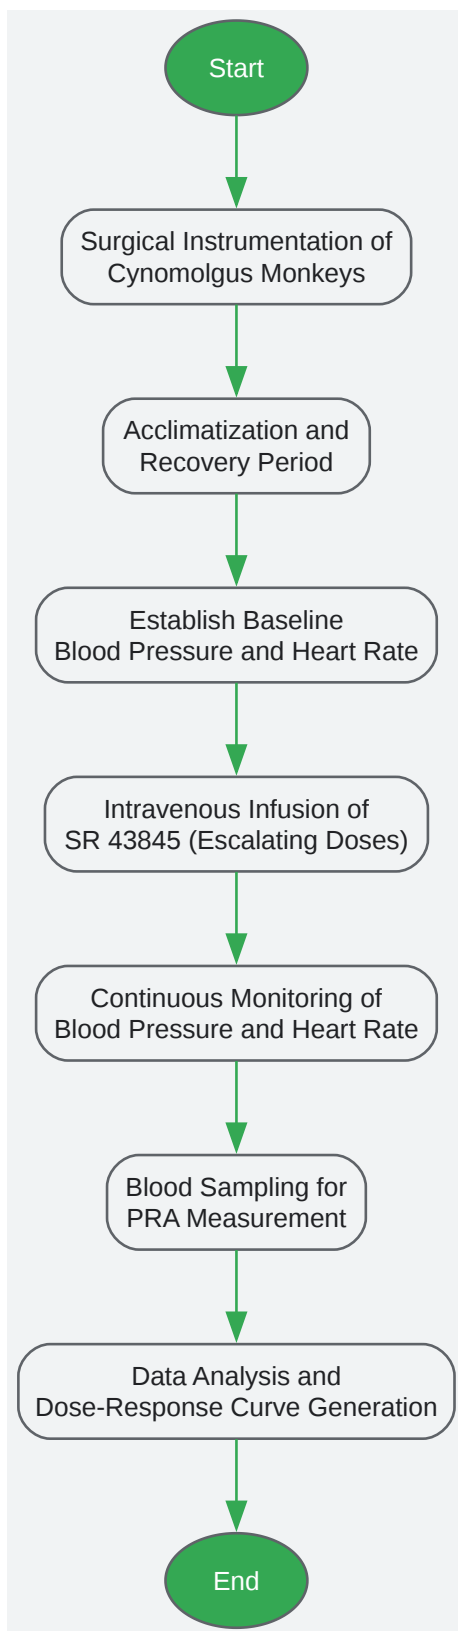 Start
Surgical Instrumentation of
Cynomolgus Monkeys
Acclimatization and
Recovery Period
Establish Baseline
Blood Pressure and Heart Rate
Intravenous Infusion of
SR 43845 (Escalating Doses)
Continuous Monitoring of
Blood Pressure and Heart Rate
Blood Sampling for
PRA Measurement
Data Analysis and
Dose-Response Curve Generation
End